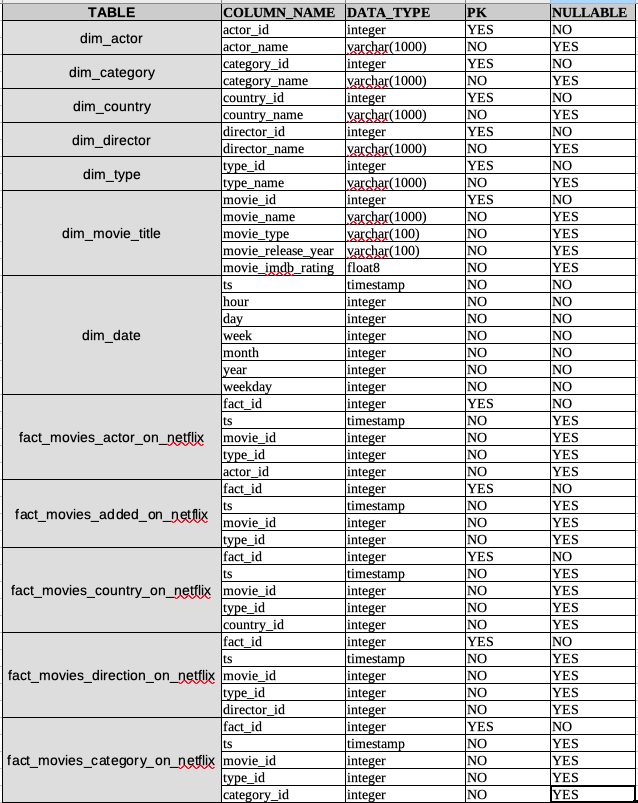 TABLE COLUMN_NAME DATA_TYPE PK NULLABLE
dim_actor actor_id integer YES NO
actor_name varchar(1000) NO YES
dim_category category_id integer YES NO
category_name varchar(1000) NO YES
dim_country country_id integer YES NO
country_name varchar(1000) NO YES
dim_director director_id integer YES NO
director_name varchar(1000) NO YES
dim_type type_id integer YES NO
type_name varchar(1000) NO YES
dim_movie_title movie_id integer YES NO
movie_name varchar(1000) NO YES
movie_type varchar(100) NO YES
movie_release_year varchar(100) NO YES
movie_imdb_rating float8 NO YES
dim_date ts timestamp NO NO
hour integer NO NO
day integer NO NO
week integer NO NO
month integer NO NO
year integer NO NO
weekday integer NO NO
fact_movies_actor_on_netflix fact_id integer YES NO
ts timestamp NO YES
movie_id integer NO YES
type_id integer NO YES
actor_id integer NO YES
fact_movies_added_on_netflix fact_id integer YES NO
ts timestamp NO YES
movie_id integer NO YES
type_id integer NO YES
fact_movies_country_on_netflix fact_id integer YES NO
ts timestamp NO YES
movie_id integer NO YES
type_id integer NO YES
country_id integer NO YES
fact_movies_direction_on_netflix fact_id integer YES NO
ts timestamp NO YES
movie_id integer NO YES
type_id integer NO YES
director_id integer NO YES
fact_movies_category_on_netflix fact_id integer YES NO
ts timestamp NO YES
movie_id integer NO YES
type_id integer NO YES
category_id integer NO YES